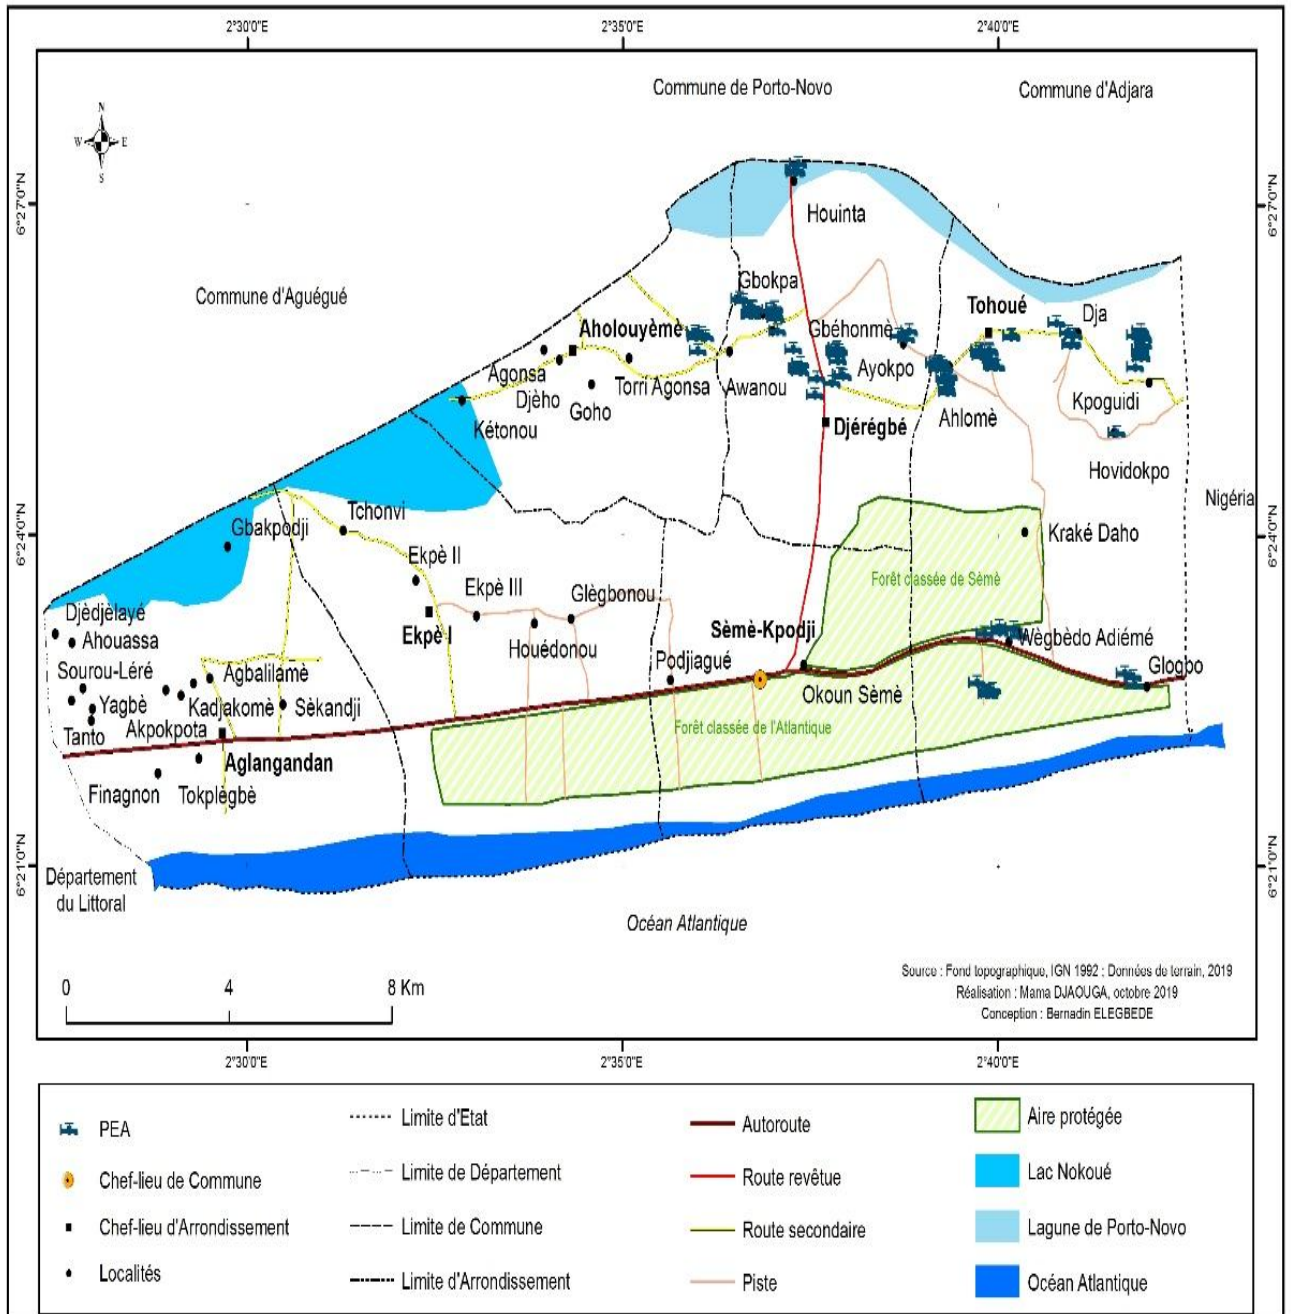 2°30'0"E
2°35'0"E
2°40'0"E
Commune de Porto-Novo
Commune d'Adjara
N
W
E
S
6°27'0"N
6°27'0"N
Houinta
Commune d'Aguégué
Gbokpa
Tohoué
Dja
Aholouyèmè
Gbéhonmè
Agonsa
Ayokpo
Djèho
Torri Agonsa
Awanou
Goho
Kpoguidi
Kétonou
Ahlomè
Djérégbé
Hovidokpo
Nigéria
Tchonvi
Gbakpodji
6°24'0"N
6°24'0"N
Kraké Daho
Ekpè II
Forêt classée de Sèmè
Ekpè III
Glègbonou
Djèdjèlayé
Ahouassa
Ekpè I
Houèdonou
Sèmè-Kpodji
Wègbèdo Adiémé
Sourou-Léré
Agbalilamè
Podjiagué
Glogbo
Yagbè
Kadjakomè
Sèkandji
Okoun Sèmè
Tanto
Akpokpota
Forêt classée de l'Atlantique
Aglangandan
Finagnon
Tokplègbè
6°21'0"N
6°21'0"N
Département
du Littoral
Océan Atlantique
Source : Fond topographique, IGN 1992 ; Données de terrain, 2019
Réalisation : Mama DJAOUGA, octobre 2019
Conception : Bernadin ELEGBEDE
0
4
8 Km
2°30'0"E
2°35'0"E
2°40'0"E
PEA
Chef-lieu de Commune
Chef-lieu d'Arrondissement
Localités
Limite d'Etat
Limite de Département
Limite de Commune
Limite d'Arrondissement
Autoroute
Route revêtue
Route secondaire
Piste
Aire protégée
Lac Nokoué
Lagune de Porto-Novo
Océan Atlantique